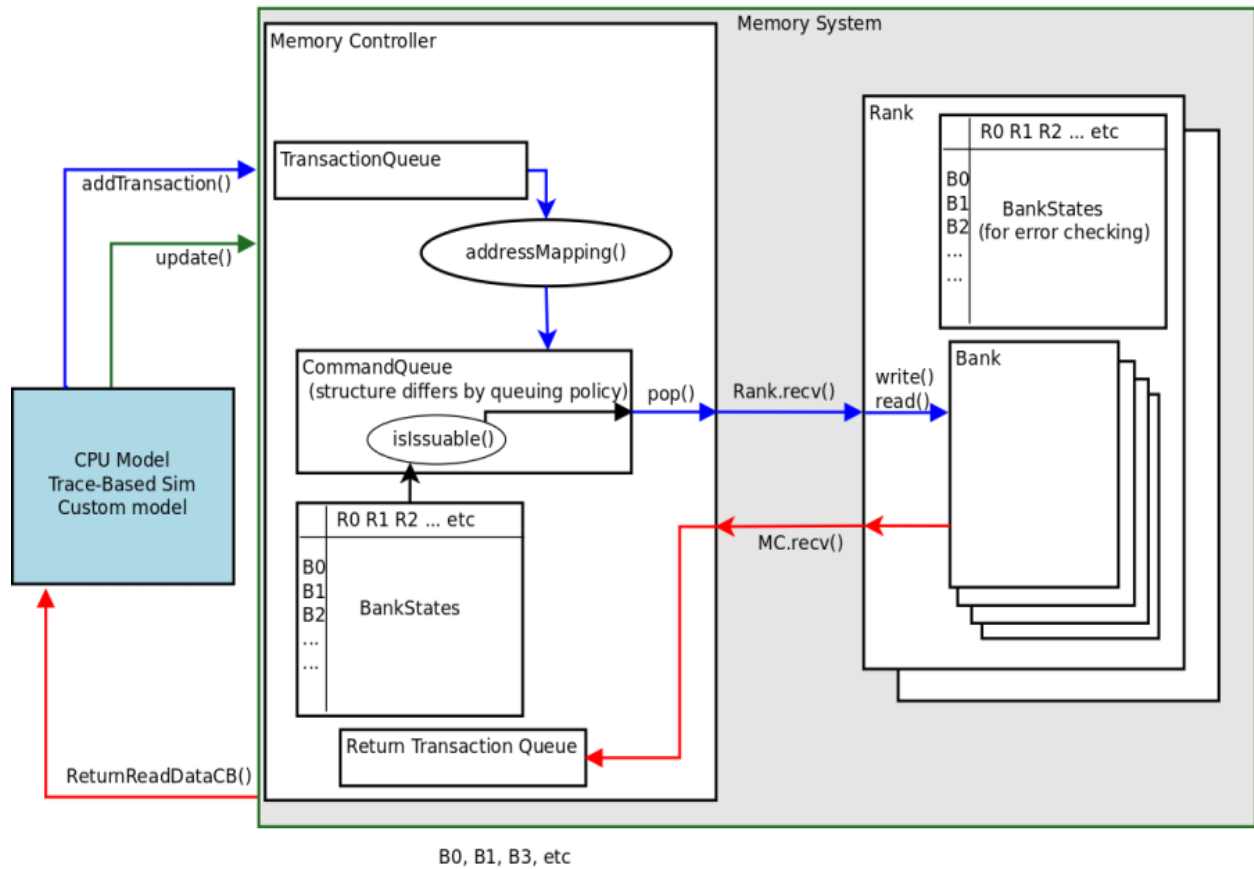 Memory System
Memory Controller
TransactionQueue
addTransaction()
update()
addressMapping()
CommandQueue
(structure differs by queuing policy)
isIssuable()
pop()
Rank.recv()
write()
read()
Rank
R0 R1 R2 ... etc
B0
B1
B2
...
...
BankStates
(for error checking)
Bank
CPU Model
Trace-Based Sim
Custom model
R0 R1 R2 ... etc
B0
B1
B2
...
...
BankStates
MC.recv()
Return Transaction Queue
ReturnReadDataCB()
B0, B1, B3, etc